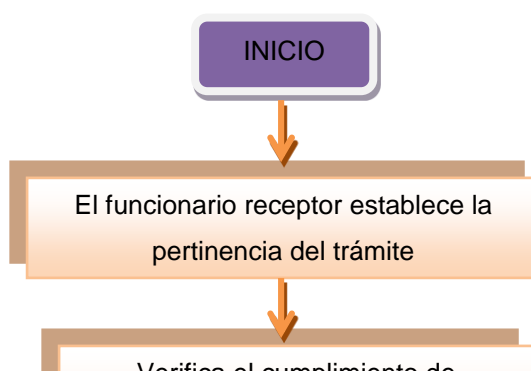 INICIO
El funcionario receptor establece la
pertinencia del trámite
Verifica el cumplimiento de